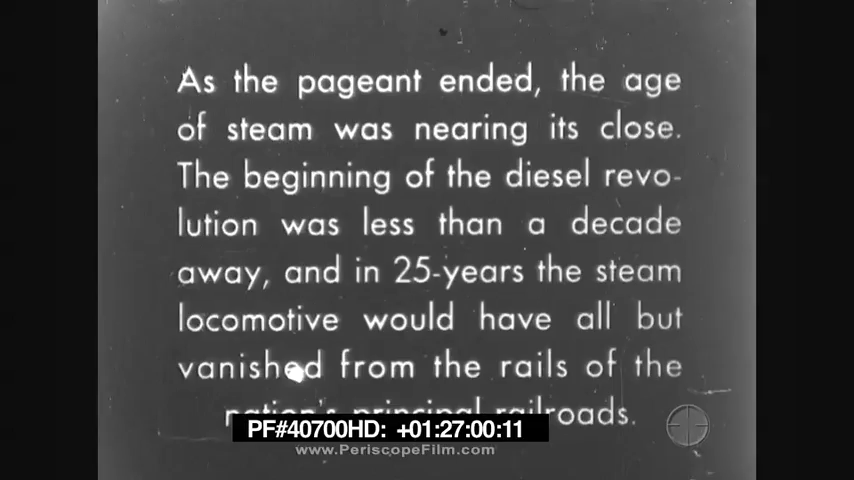 As the pageant ended, the age
of steam was nearing its close.
The beginning of the diesel revo-
lution was less than a decade
away, and in 25-years the steam
locomotive would have all but
vanished from the rails of the
nation's principal railroads.
PF#40700HD: +01:27:00:11
www.PeriscopeFilm.com